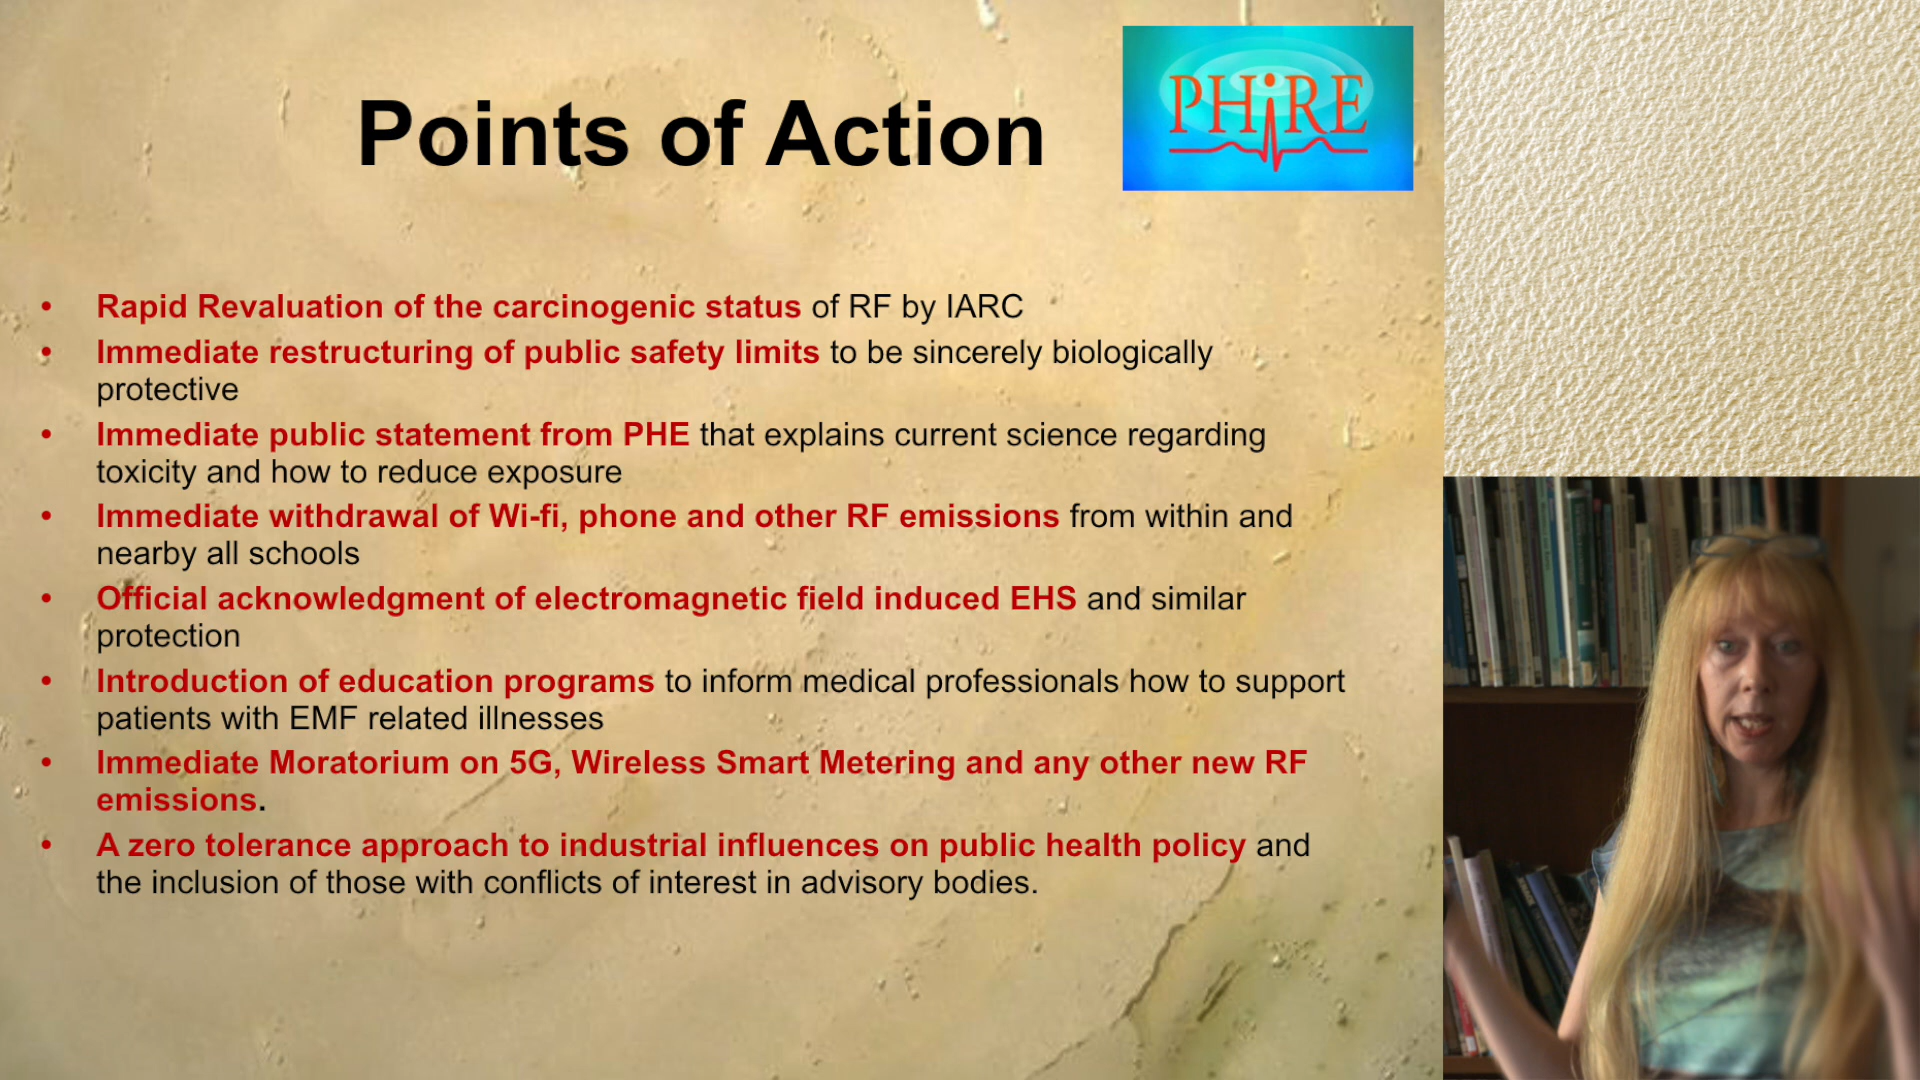 Points of Action
PHiRE
• Rapid Revaluation of the carcinogenic status of RF by IARC
• Immediate restructuring of public safety limits to be sincerely biologically
protective
• Immediate public statement from PHE that explains current science regarding
toxicity and how to reduce exposure
• Immediate withdrawal of Wi-fi, phone and other RF emissions from within and
nearby all schools
• Official acknowledgment of electromagnetic field induced EHS and similar
protection
• Introduction of education programs to inform medical professionals how to support
patients with EMF related illnesses
• Immediate Moratorium on 5G, Wireless Smart Metering and any other new RF
emissions.
• A zero tolerance approach to industrial influences on public health policy and
the inclusion of those with conflicts of interest in advisory bodies.